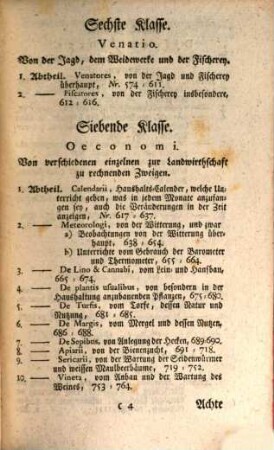 Sechste Klasse.
Venatio.
Von der Jagd, dem Weidewerke und der Fischerey.
1. Abtheil. Venatores, von der Jagd und Fischerey
überhaupt, Nr. 574 = 611.
2. —— Piscatores, von der Fischerey insbesondere,
612 = 616.
Siebende Klasse.
Oeconomi.
Von verschiedenen einzelnen zur Landwirthschaft
zu rechnenden Zweigen.
1. Abtheil. Calendarii, Haushalts=Calender, welche Un=
terricht geben, was in jedem Monate anzufan=
gen sey, auch die Veränderungen in der Zeit
anzeigen, Nr. 617 = 637.
2. —— Meteorologi, von der Witterung, und zwar
a) Beobachtungen von der Witterung über=
haupt, 638 = 654.
b) Unterricht vom Gebrauch der Barometer
und Thermometer, 655 = 664.
3. —— De Lino & Cannabi, vom Lein= und Hanfbau,
665 = 674.
4. —— De plantis usualibus, von besondern in der
Haushaltung anzubauenden Pflanzen, 675=680.
5. —— De Turfa, vom Torfe, dessen Natur und
Nutzung, 681 = 685.
6. —— De Margis, vom Mergel und dessen Nutzen,
686 = 688.
7. —— De Sepibus, von Anlegung der Hecken, 689=690.
8. —— Apiarii, von der Bienenzucht, 691 = 718.
9. —— Sericarii, von der Wartung der Seidenwürmer
und weissen Maulbeerbäume, 719 = 752.
10. —— Vineta, vom Anbau und der Wartung des
Weines, 753 = 764.
c 4 Achte